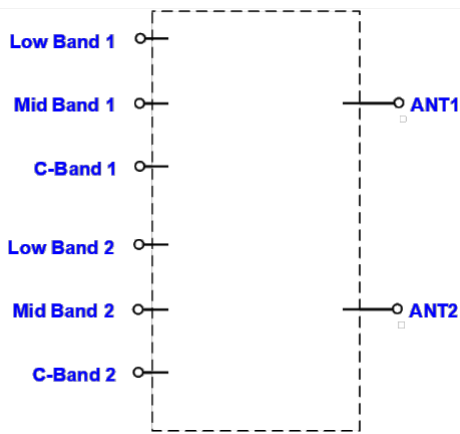 Low Band 1
Mid Band 1
ANT1
C-Band 1
Low Band 2
Mid Band 2
ANT2
C-Band 2